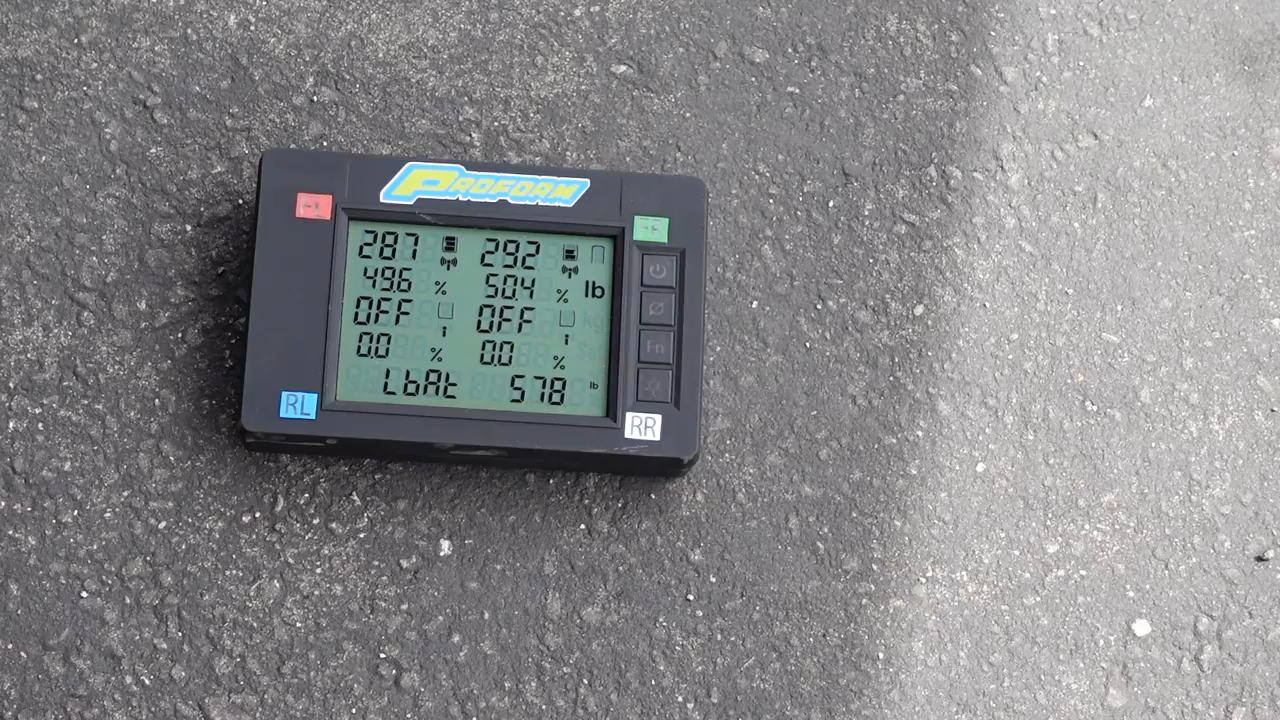 PROFORM
287 292
49.6 % 50.4 % lb
OFF OFF
0.0 % 0.0 %
LbAt 578 lb
Fn
RL
RR